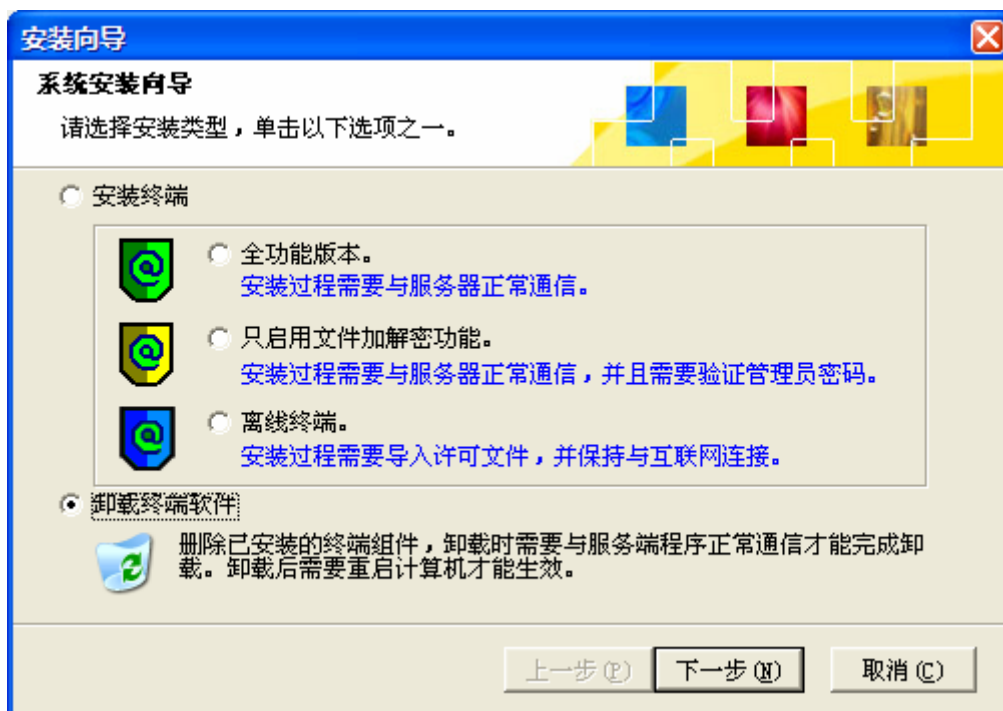 安装向导
系统安装向导
请选择安装类型，单击以下选项之一。
安装终端
全功能版本。
安装过程需要与服务器正常通信。
只启用文件加解密功能。
安装过程需要与服务器正常通信，并且需要验证管理员密码。
离线终端。
安装过程需要导入许可文件，并保持与互联网连接。
卸载终端软件
删除已安装的终端组件，卸载时需要与服务端程序正常通信才能完成卸
载。卸载后需要重启计算机才能生效。
上一步(P) 下一步(N) 取消(C)